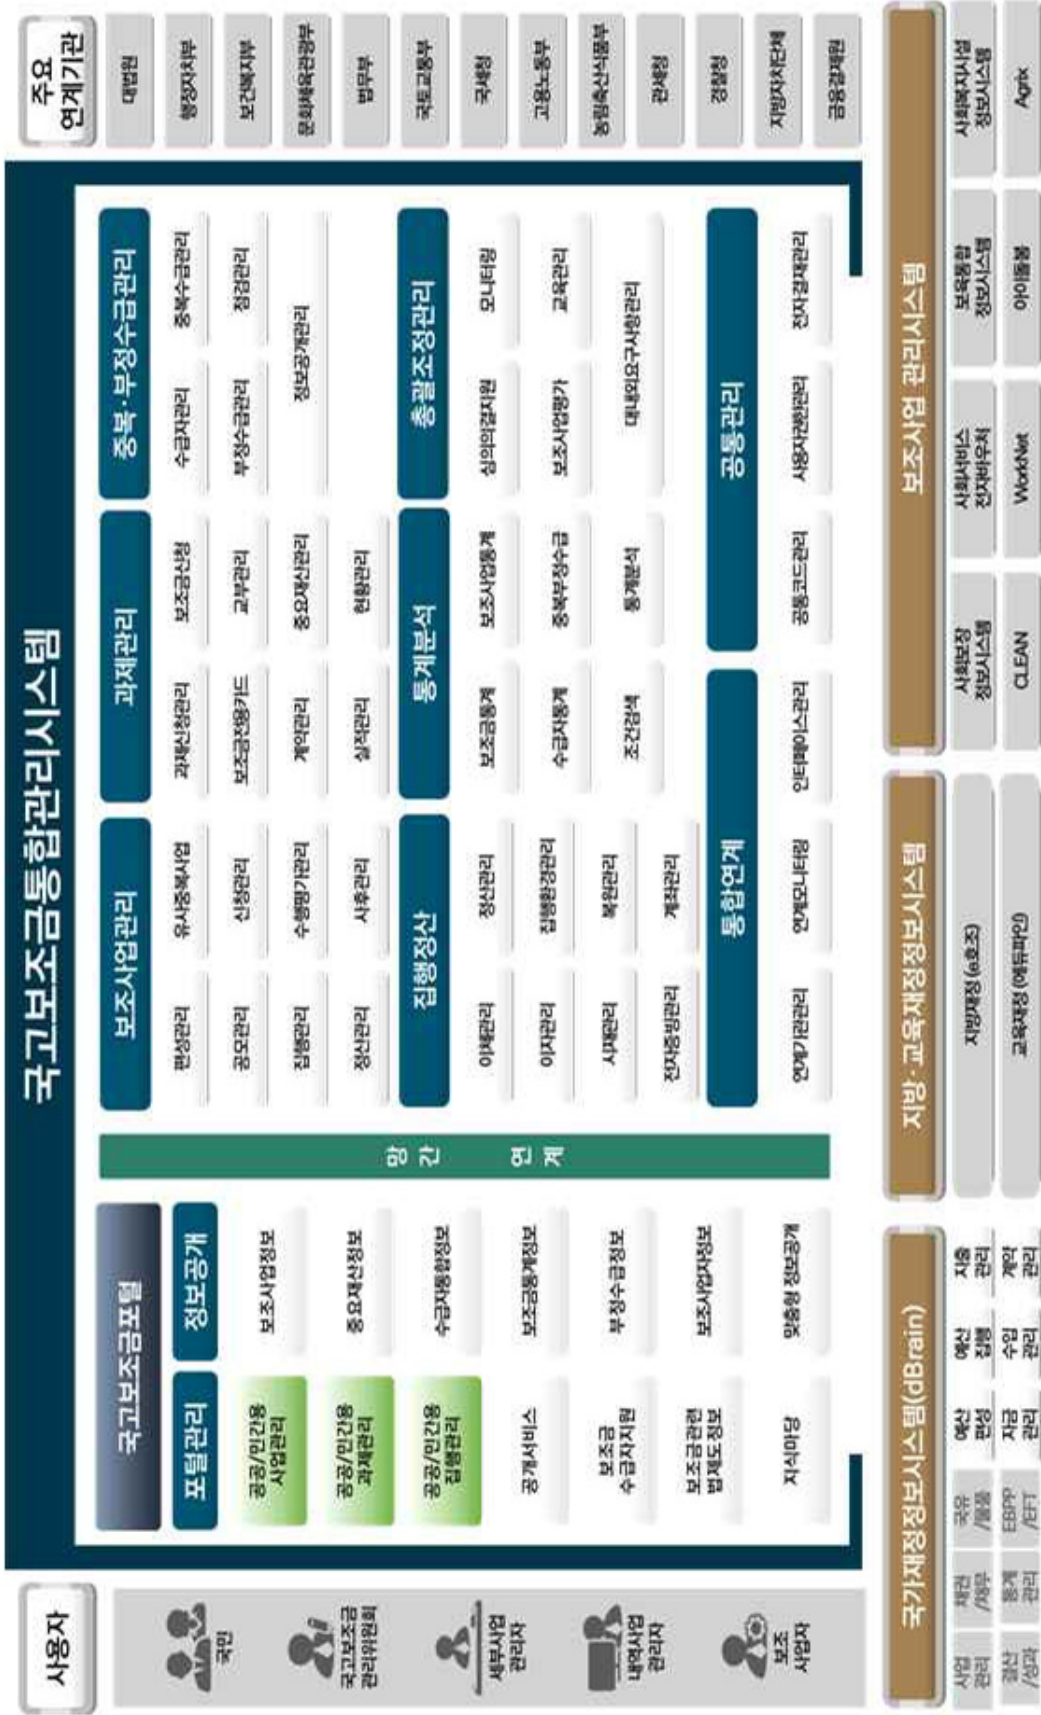 국고보조금통합관리시스템
사용자
국민
국고보조금
관리위원회
세부사업
관리자
내역사업
관리자
보조
사업자
국고보조금포털
포털관리
공공/민간용
사업관리
공공/민간용
과제관리
공공/민간용
집행관리
공개서비스
보조금
수급자지원
보조금관련
법제도정보
지식마당
정보공개
보조사업정보
중요재산정보
수급자통합정보
보조금통계정보
부정수급정보
보조사업자정보
맞춤형 정보공개
망간
연계
보조사업관리
편성관리
유사중복사업
공모관리
신청관리
집행관리
수행평가관리
정산관리
사후관리
과제관리
과제신청관리
보조금신청
보조금전용카드
교부관리
계약관리
중요재산관리
실적관리
현황관리
중복·부정수급관리
수급자관리
중복수급관리
부정수급관리
점검관리
정보공개관리
집행정산
이체관리
정산관리
이자관리
집행환경관리
시재관리
복원관리
전자증빙관리
계좌관리
통계분석
보조금통계
보조사업통계
수급자통계
중복부정수급
조건검색
통계분석
총괄조정관리
심의의결지원
모니터링
보조사업평가
교육관리
대내외요구사항관리
통합연계
연계기관관리
연계모니터링
인터페이스관리
공통관리
공통코드관리
사용자권한관리
전자결재관리
주요
연계기관
대법원
행정자치부
보건복지부
문화체육관광부
법무부
국토교통부
국세청
고용노동부
농림축산식품부
관세청
경찰청
지방자치단체
금융결제원
국가재정정보시스템(dBrain)
사업
관리
채권
/채무
국유
/물품
예산
편성
예산
집행
지출
관리
결산
/성과
통계
관리
EBPP
/EFT
자금
관리
수입
관리
계약
관리
지방·교육재정정보시스템
지방재정 (e호조)
교육재정 (에듀파인)
보조사업 관리시스템
사회보장
정보시스템
사회서비스
전자바우처
보육통합
정보시스템
사회복지시설
정보시스템
CLEAN
WorkNet
아이돌봄
Agrix